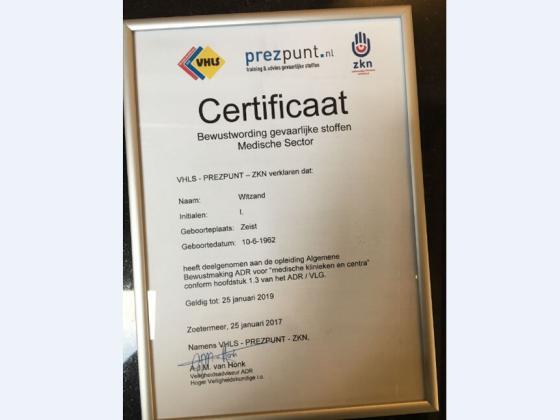 VHLS
prezpunt.nl
training & advies gevaarlijke stoffen
zkn
Certificaat
Bewustwording gevaarlijke stoffen
Medische Sector
VHLS - PREZPUNT – ZKN verklaren dat:
Naam: Witzand
Initialen: I.
Geboorteplaats: Zeist
Geboortedatum: 10-6-1962
heeft deelgenomen aan de opleiding Algemene
Bewustmaking ADR voor "medische klinieken en centra"
conform hoofdstuk 1.3 van het ADR / VLG.
Geldig tot: 25 januari 2019
Zoetermeer, 25 januari 2017
Namens VHLS - PREZPUNT - ZKN,
A.J.M. van Honk
Veiligheidsadviseur ADR
Hoger Veiligheidskundige i.o.